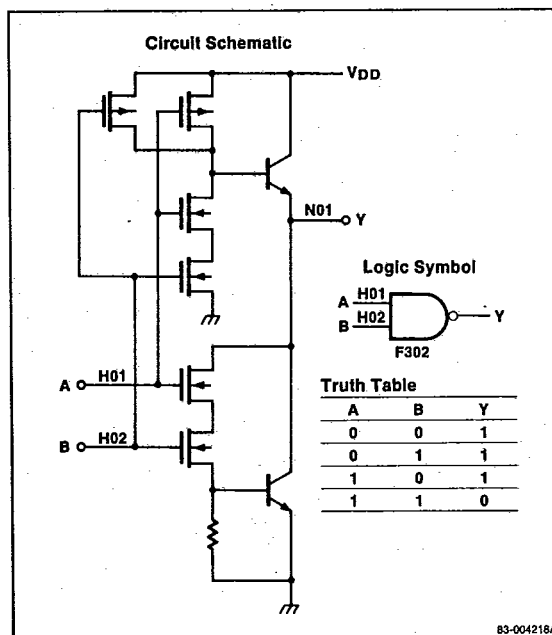 Circuit Schematic
VDD
N01
Y
Logic Symbol
A H01
B H02
Y
F302
A H01
B H02
Truth Table
A B Y
0 0 1
0 1 1
1 0 1
1 1 0
83-004218A